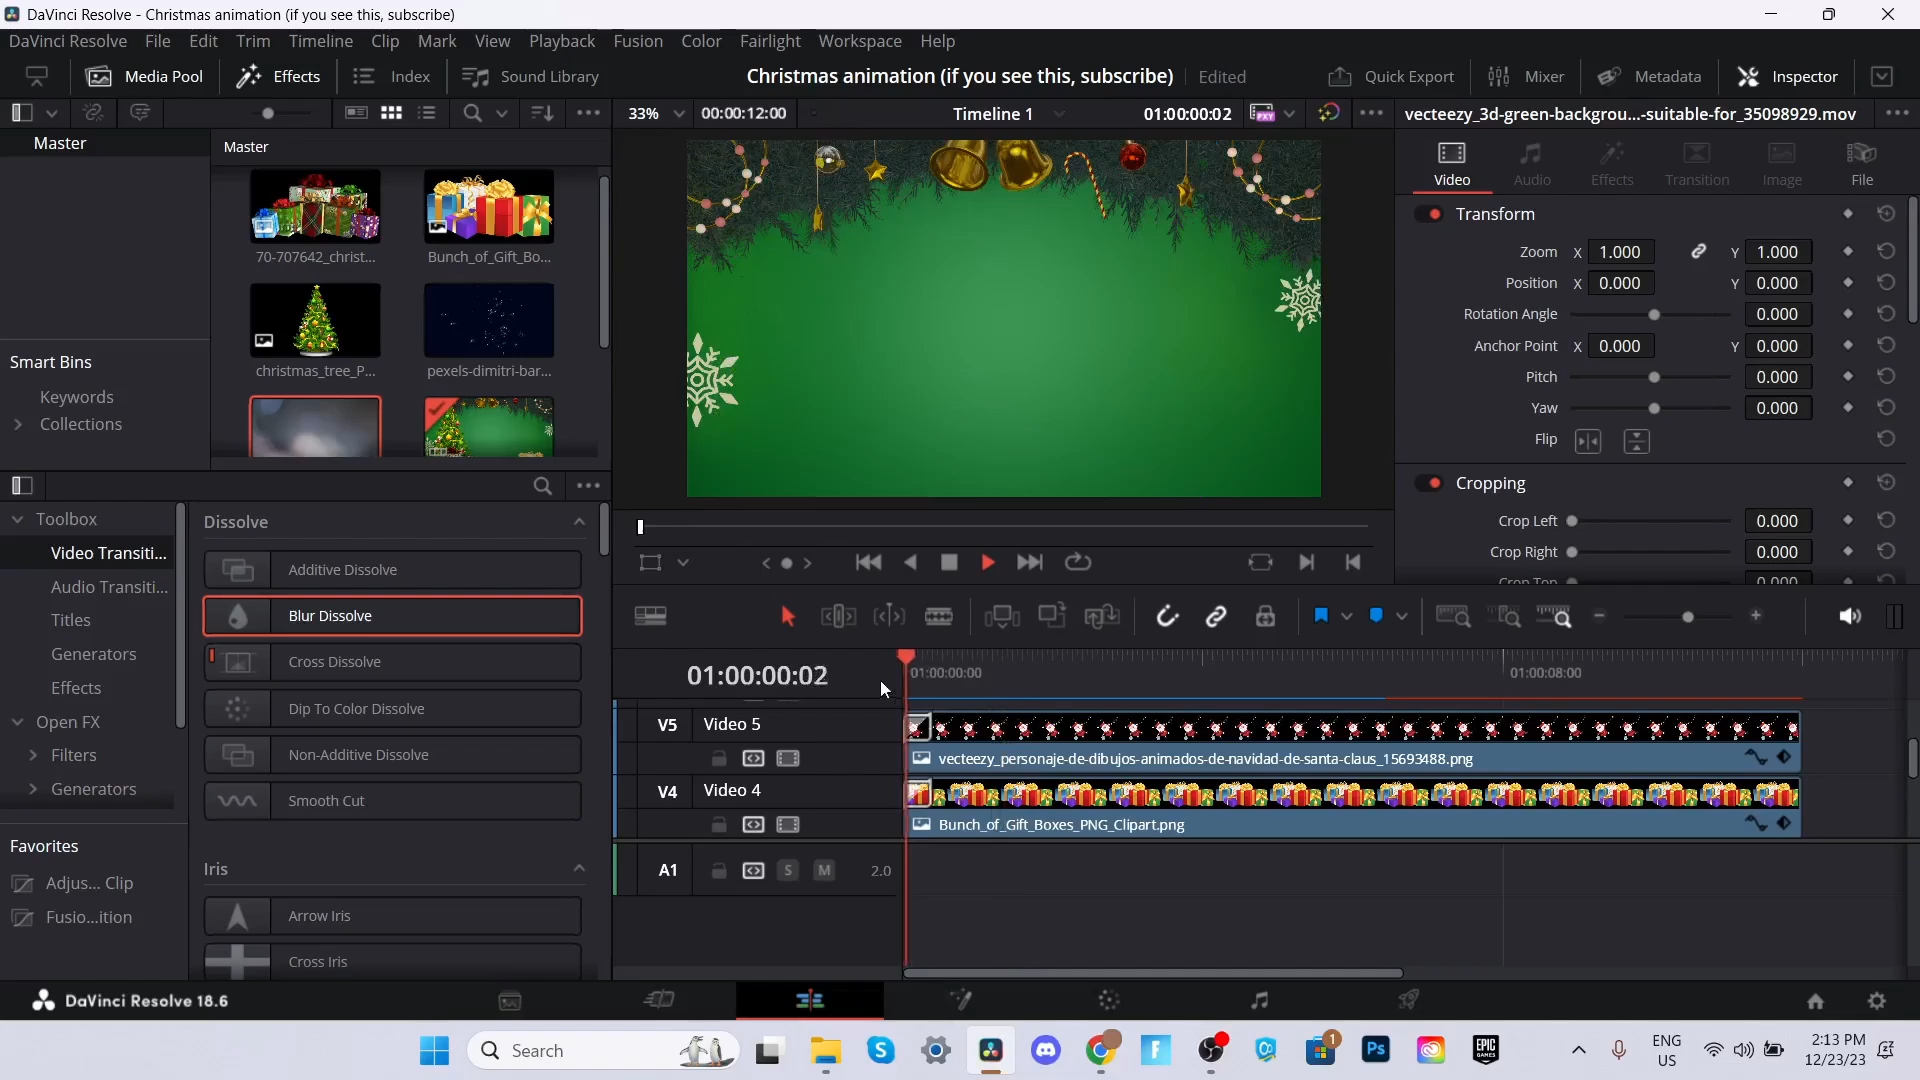 DaVinci Resolve - Christmas animation (if you see this, subscribe)
DaVinci Resolve File Edit Trim Timeline Clip Mark View Playback Fusion Color Fairlight Workspace Help
Media Pool Effects Index Sound Library Christmas animation (if you see this, subscribe) Edited Quick Export Mixer Metadata Inspector
33% 00:00:12:00 Timeline 1 01:00:00:02 vecteezy_3d-green-backgrou...-suitable-for_35098929.mov
Master
Master
Video Audio Effects Transition Image File
Transform
Zoom X 1.000 Y 1.000
Position X 0.000 Y 0.000
Rotation Angle 0.000
Anchor Point X 0.000 Y 0.000
Pitch 0.000
Yaw 0.000
Flip
Cropping
Crop Left 0.000
Crop Right 0.000
Crop Top 0.000
70-707642_christ...
Bunch_of_Gift_Bo...
christmas_tree_P...
pexels-dimitri-bar...
Smart Bins
Keywords
Collections
Toolbox
Video Transiti...
Audio Transiti...
Titles
Generators
Effects
Open FX
Filters
Generators
Favorites
Adjus... Clip
Fusio...ition
Dissolve
Additive Dissolve
Blur Dissolve
Cross Dissolve
Dip To Color Dissolve
Non-Additive Dissolve
Smooth Cut
Iris
Arrow Iris
Cross Iris
01:00:00:02 01:00:00:00 01:00:08:00
V5 Video 5
vecteezy_personaje-de-dibujos-animados-de-navidad-de-santa-claus_15693488.png
V4 Video 4
Bunch_of_Gift_Boxes_PNG_Clipart.png
A1 S M 2.0
DaVinci Resolve 18.6
Search
S
Ps
EPIC GAMES
1
ENG
US
2:13 PM
12/23/23